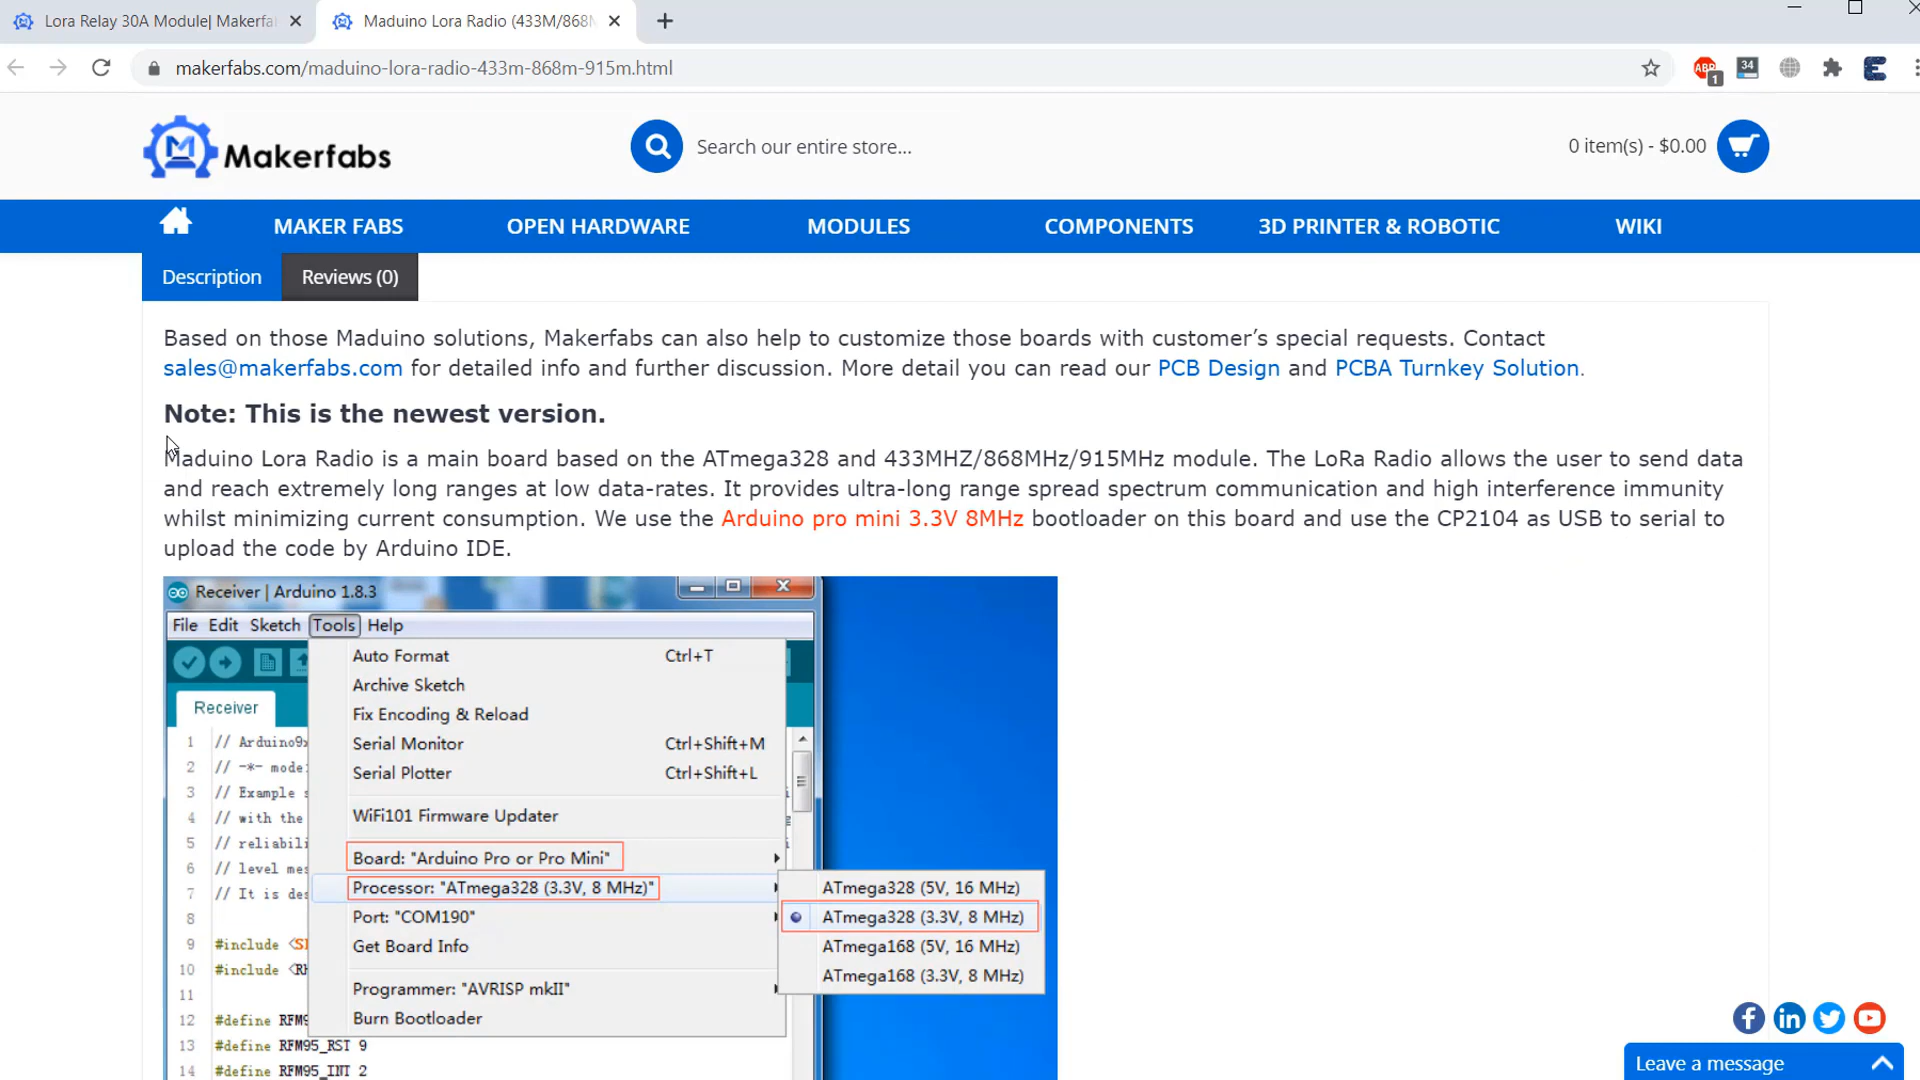 Lora Relay 30A Module| Makerfa
Maduino Lora Radio (433M/868M
makerfabs.com/maduino-lora-radio-433m-868m-915m.html
ABP 1
34
Makerfabs
Search our entire store...
0 item(s) - $0.00
MAKER FABS OPEN HARDWARE MODULES COMPONENTS 3D PRINTER & ROBOTIC WIKI
Description Reviews (0)
Based on those Maduino solutions, Makerfabs can also help to customize those boards with customer’s special requests. Contact
sales@makerfabs.com for detailed info and further discussion. More detail you can read our PCB Design and PCBA Turnkey Solution.
Note: This is the newest version.
Maduino Lora Radio is a main board based on the ATmega328 and 433MHZ/868MHz/915MHz module. The LoRa Radio allows the user to send data
and reach extremely long ranges at low data-rates. It provides ultra-long range spread spectrum communication and high interference immunity
whilst minimizing current consumption. We use the Arduino pro mini 3.3V 8MHz bootloader on this board and use the CP2104 as USB to serial to
upload the code by Arduino IDE.
Receiver | Arduino 1.8.3
File Edit Sketch Tools Help
Auto Format Ctrl+T
Archive Sketch
Fix Encoding & Reload
Serial Monitor Ctrl+Shift+M
Serial Plotter Ctrl+Shift+L
WiFi101 Firmware Updater
Board: "Arduino Pro or Pro Mini"
Processor: "ATmega328 (3.3V, 8 MHz)"
Port: "COM190"
Get Board Info
Programmer: "AVRISP mkII"
Burn Bootloader
ATmega328 (5V, 16 MHz)
ATmega328 (3.3V, 8 MHz)
ATmega168 (5V, 16 MHz)
ATmega168 (3.3V, 8 MHz)
Receiver
1 // Arduino9x
2 // -*- mode:
3 // Example s
4 // with the
5 // reliabili
6 // level mes
7 // It is des
8
9 #include <SP
10 #include <RH
11
12 #define RFM95
13 #define RFM95_RST 9
14 #define RFM95_INT 2
Leave a message